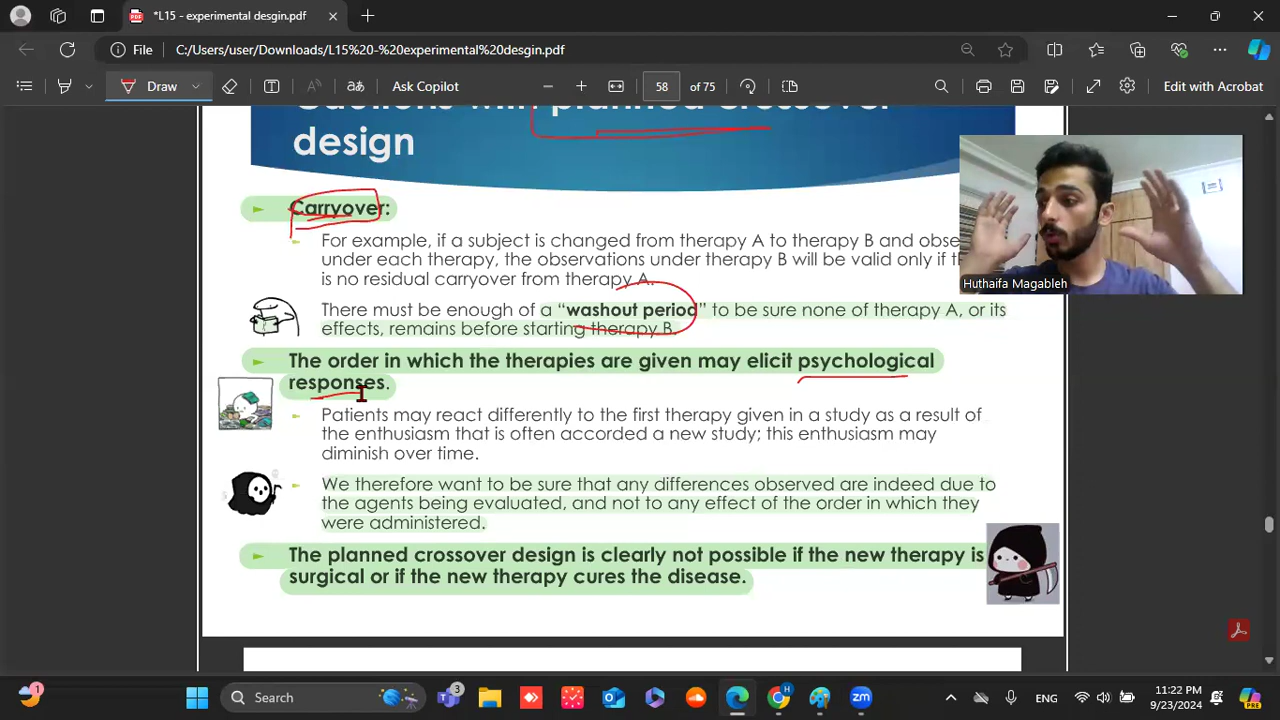 *L15 - experimental desgin.pdf
File
C:/Users/user/Downloads/L15%20-%20experimental%20desgin.pdf
Draw
Ask Copilot
58
of 75
Edit with Acrobat
Cautions with planned crossover
design
Carryover:
For example, if a subject is changed from therapy A to therapy B and obse
under each therapy, the observations under therapy B will be valid only if th
is no residual carryover from therapy A.
There must be enough of a “washout period” to be sure none of therapy A, or its
effects, remains before starting therapy B.
The order in which the therapies are given may elicit psychological
responses.
Patients may react differently to the first therapy given in a study as a result of
the enthusiasm that is often accorded a new study; this enthusiasm may
diminish over time.
We therefore want to be sure that any differences observed are indeed due to
the agents being evaluated, and not to any effect of the order in which they
were administered.
The planned crossover design is clearly not possible if the new therapy is
surgical or if the new therapy cures the disease.
Huthaifa Magableh
1
Search
3
ENG
11:22 PM
9/23/2024
PRE